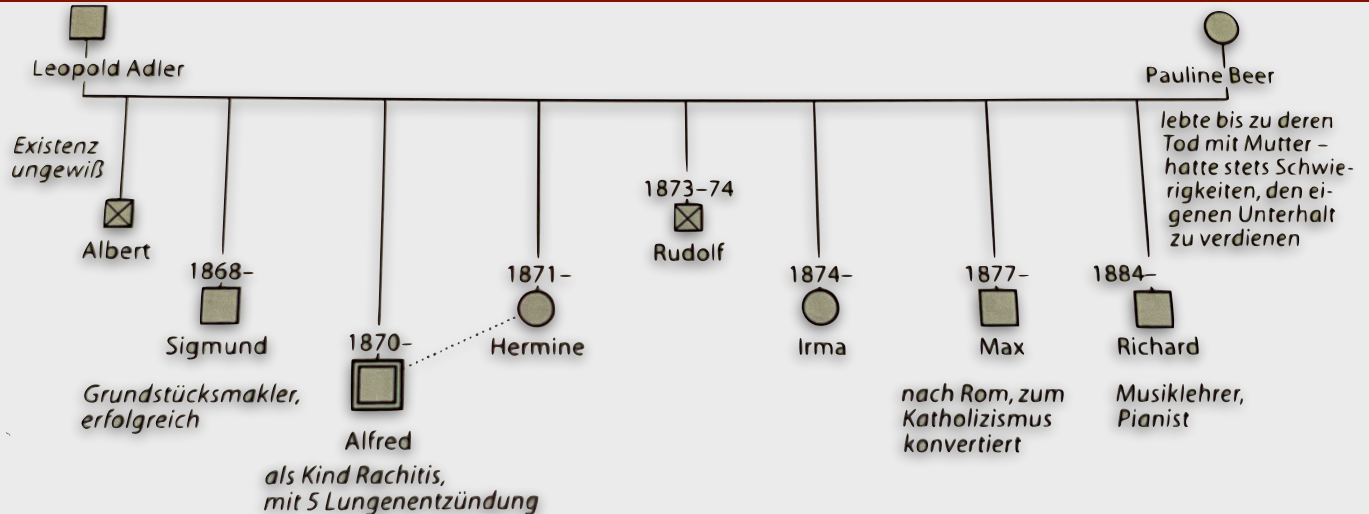 Leopold Adler
Pauline Beer
Existenz
ungewiß
lebte bis zu deren
Tod mit Mutter –
hatte stets Schwie-
rigkeiten, den ei-
genen Unterhalt
zu verdienen
Albert
1868–
Sigmund
Grundstücksmakler,
erfolgreich
1870–
Alfred
als Kind Rachitis,
mit 5 Lungenentzündung
1871–
Hermine
1873–74
Rudolf
1874–
Irma
1877–
Max
nach Rom, zum
Katholizismus
konvertiert
1884–
Richard
Musiklehrer,
Pianist